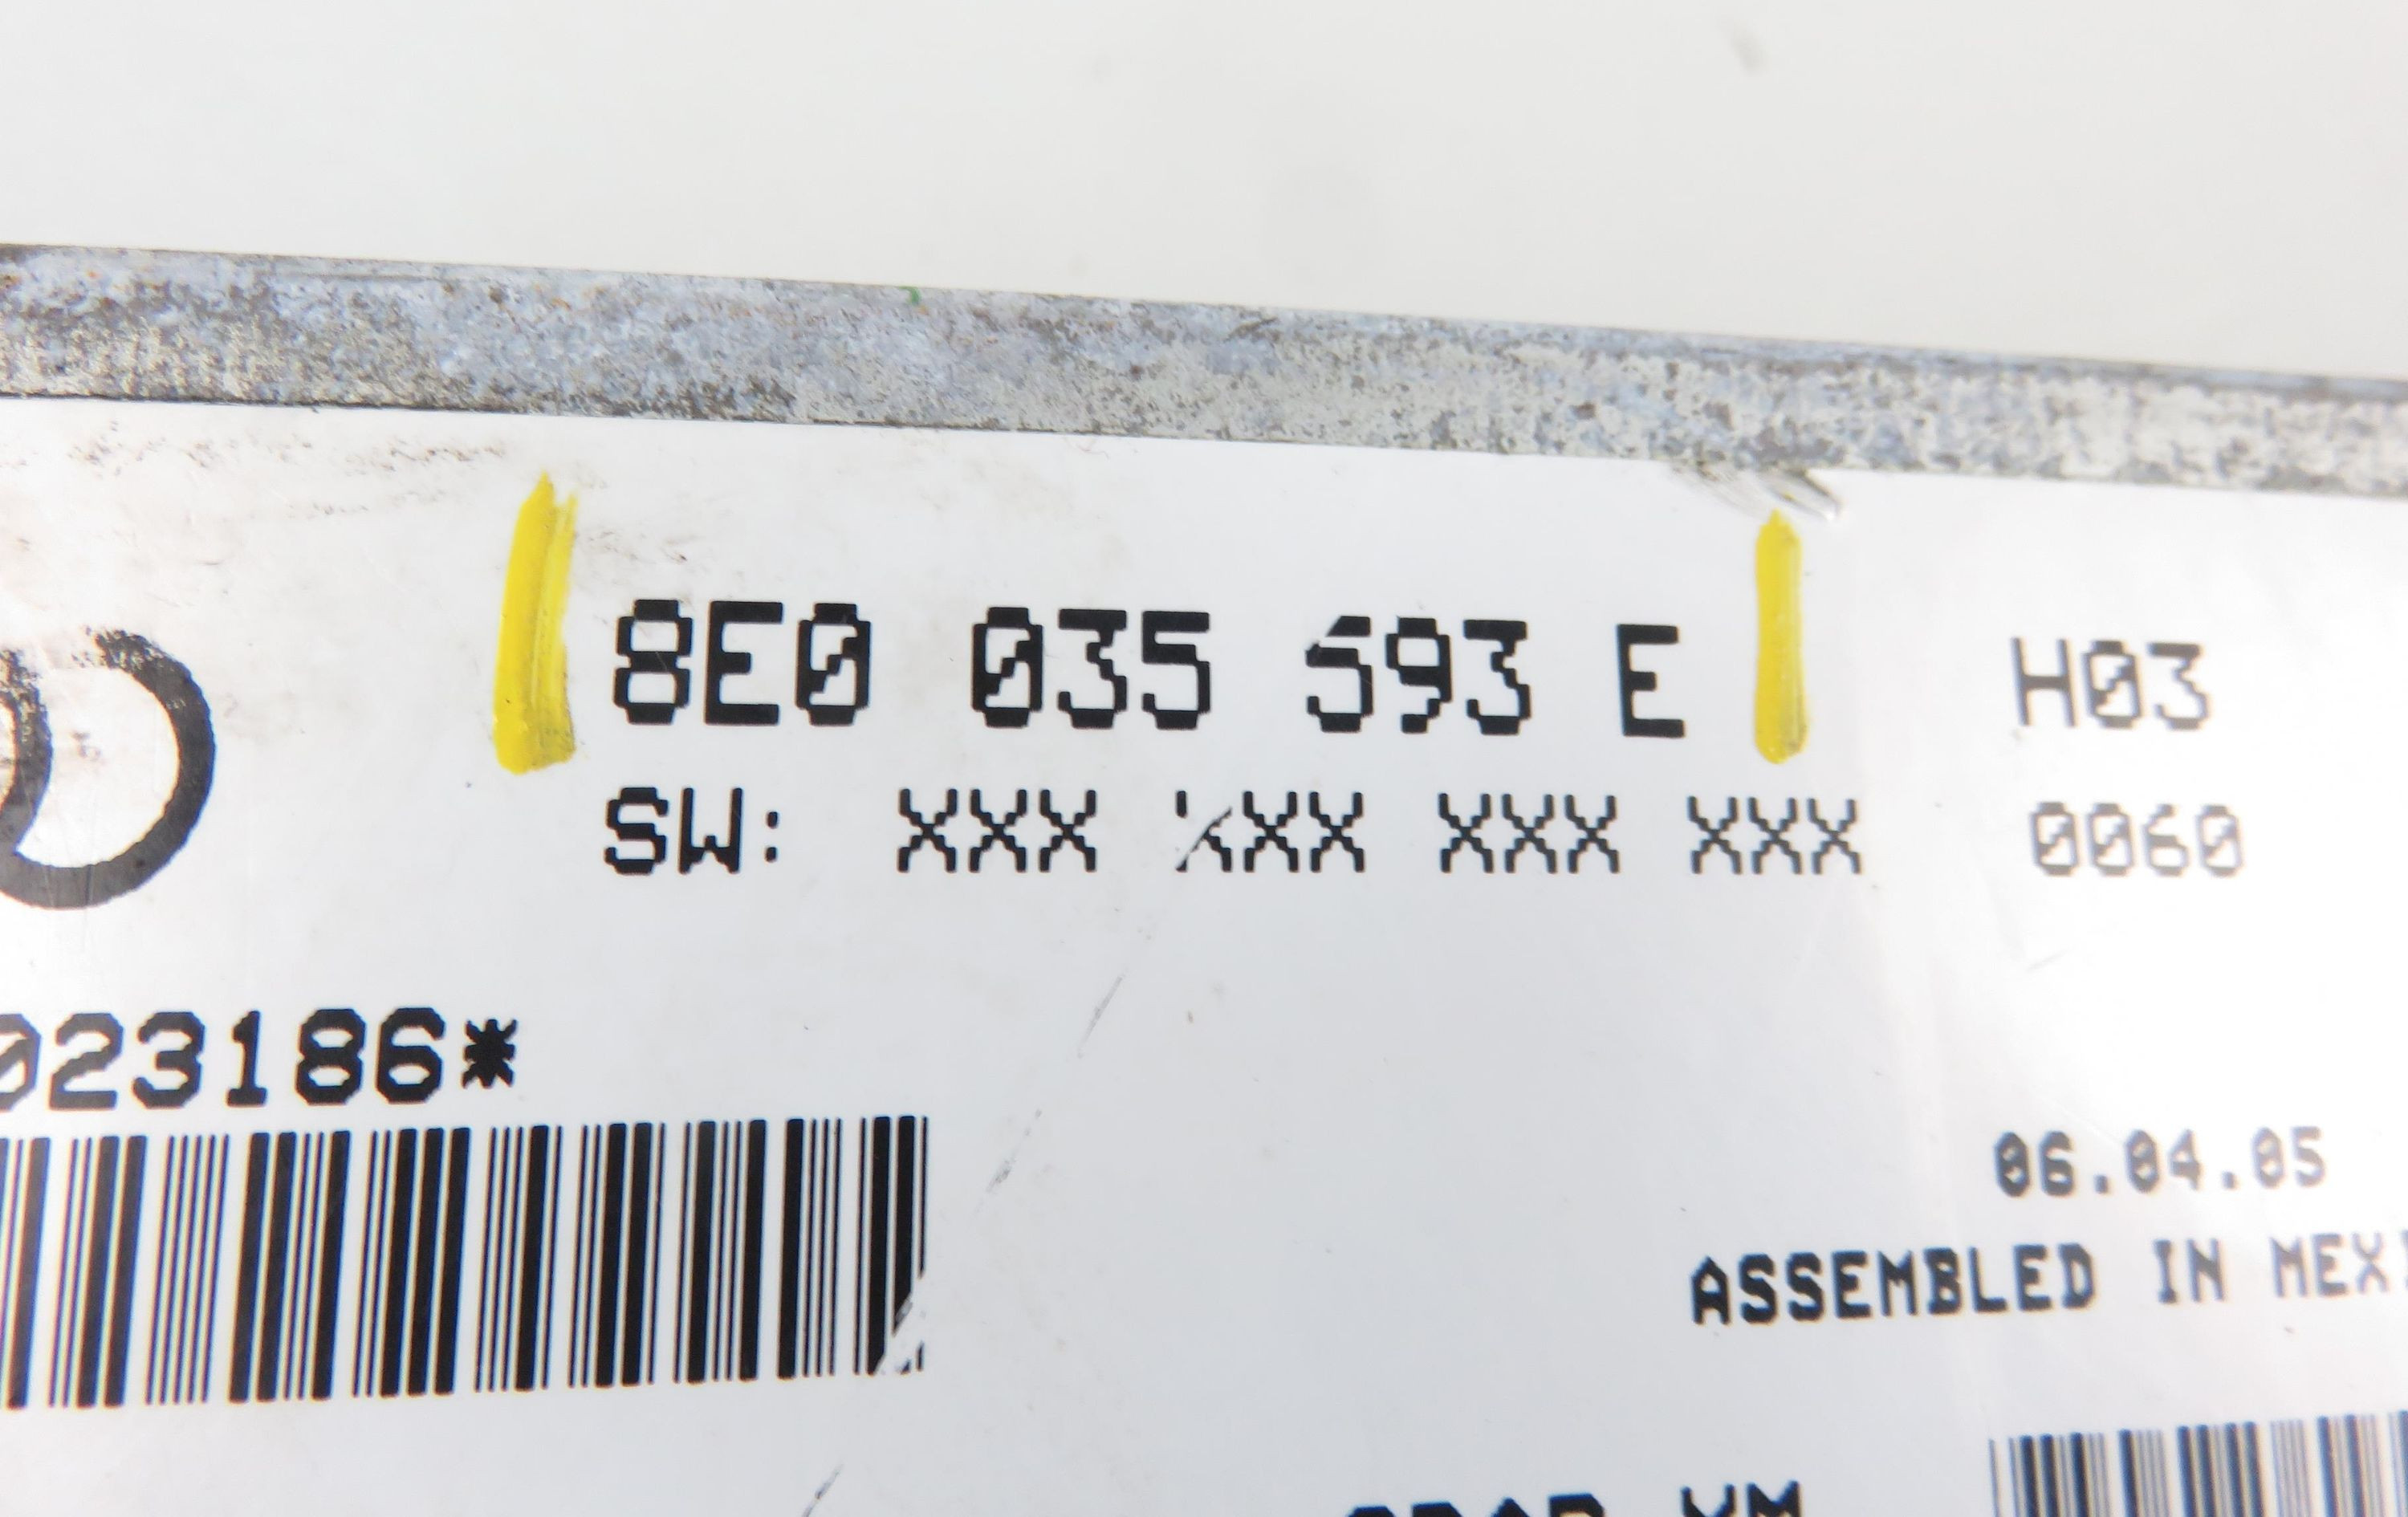 8E0 035 593 E H03
SW: XXX XXX XXX XXX 0060
023186*
06.04.05
ASSEMBLED IN MEX